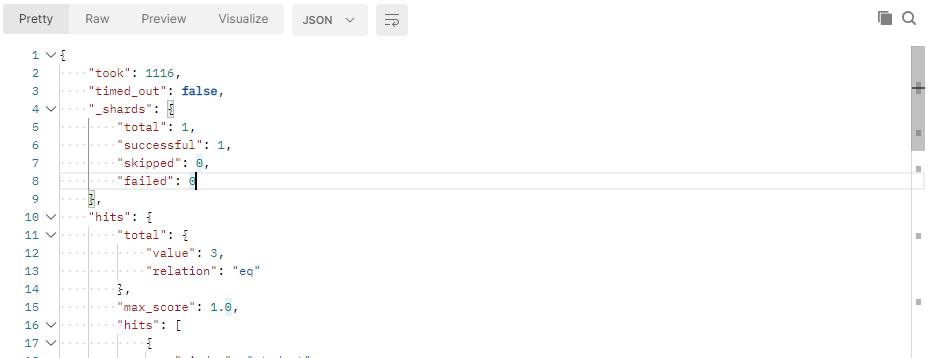 Pretty Raw Preview Visualize JSON
1 {
2 "took": 1116,
3 "timed_out": false,
4 "_shards": {
5 "total": 1,
6 "successful": 1,
7 "skipped": 0,
8 "failed": 0
9 },
10 "hits": {
11 "total": {
12 "value": 3,
13 "relation": "eq"
14 },
15 "max_score": 1.0,
16 "hits": [
17 {